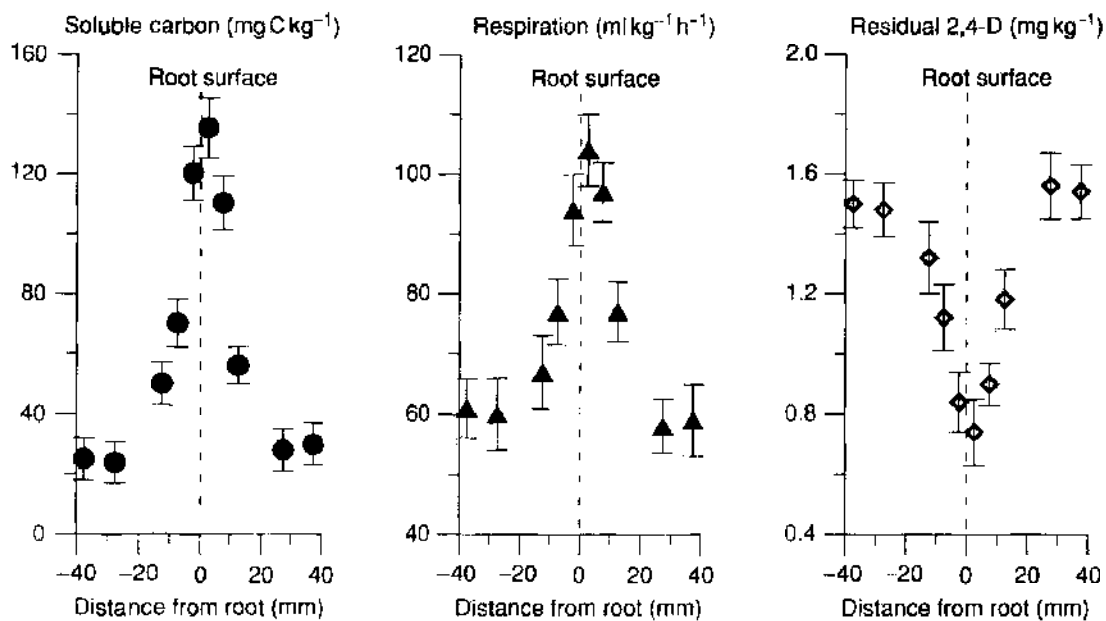 Soluble carbon (mg C kg⁻¹)
160
120
80
40
0
Root surface
−40 −20 0 20 40
Distance from root (mm)
Respiration (ml kg⁻¹ h⁻¹)
120
100
80
60
40
Root surface
−40 −20 0 20 40
Distance from root (mm)
Residual 2,4-D (mg kg⁻¹)
2.0
1.6
1.2
0.8
0.4
Root surface
−40 −20 0 20 40
Distance from root (mm)